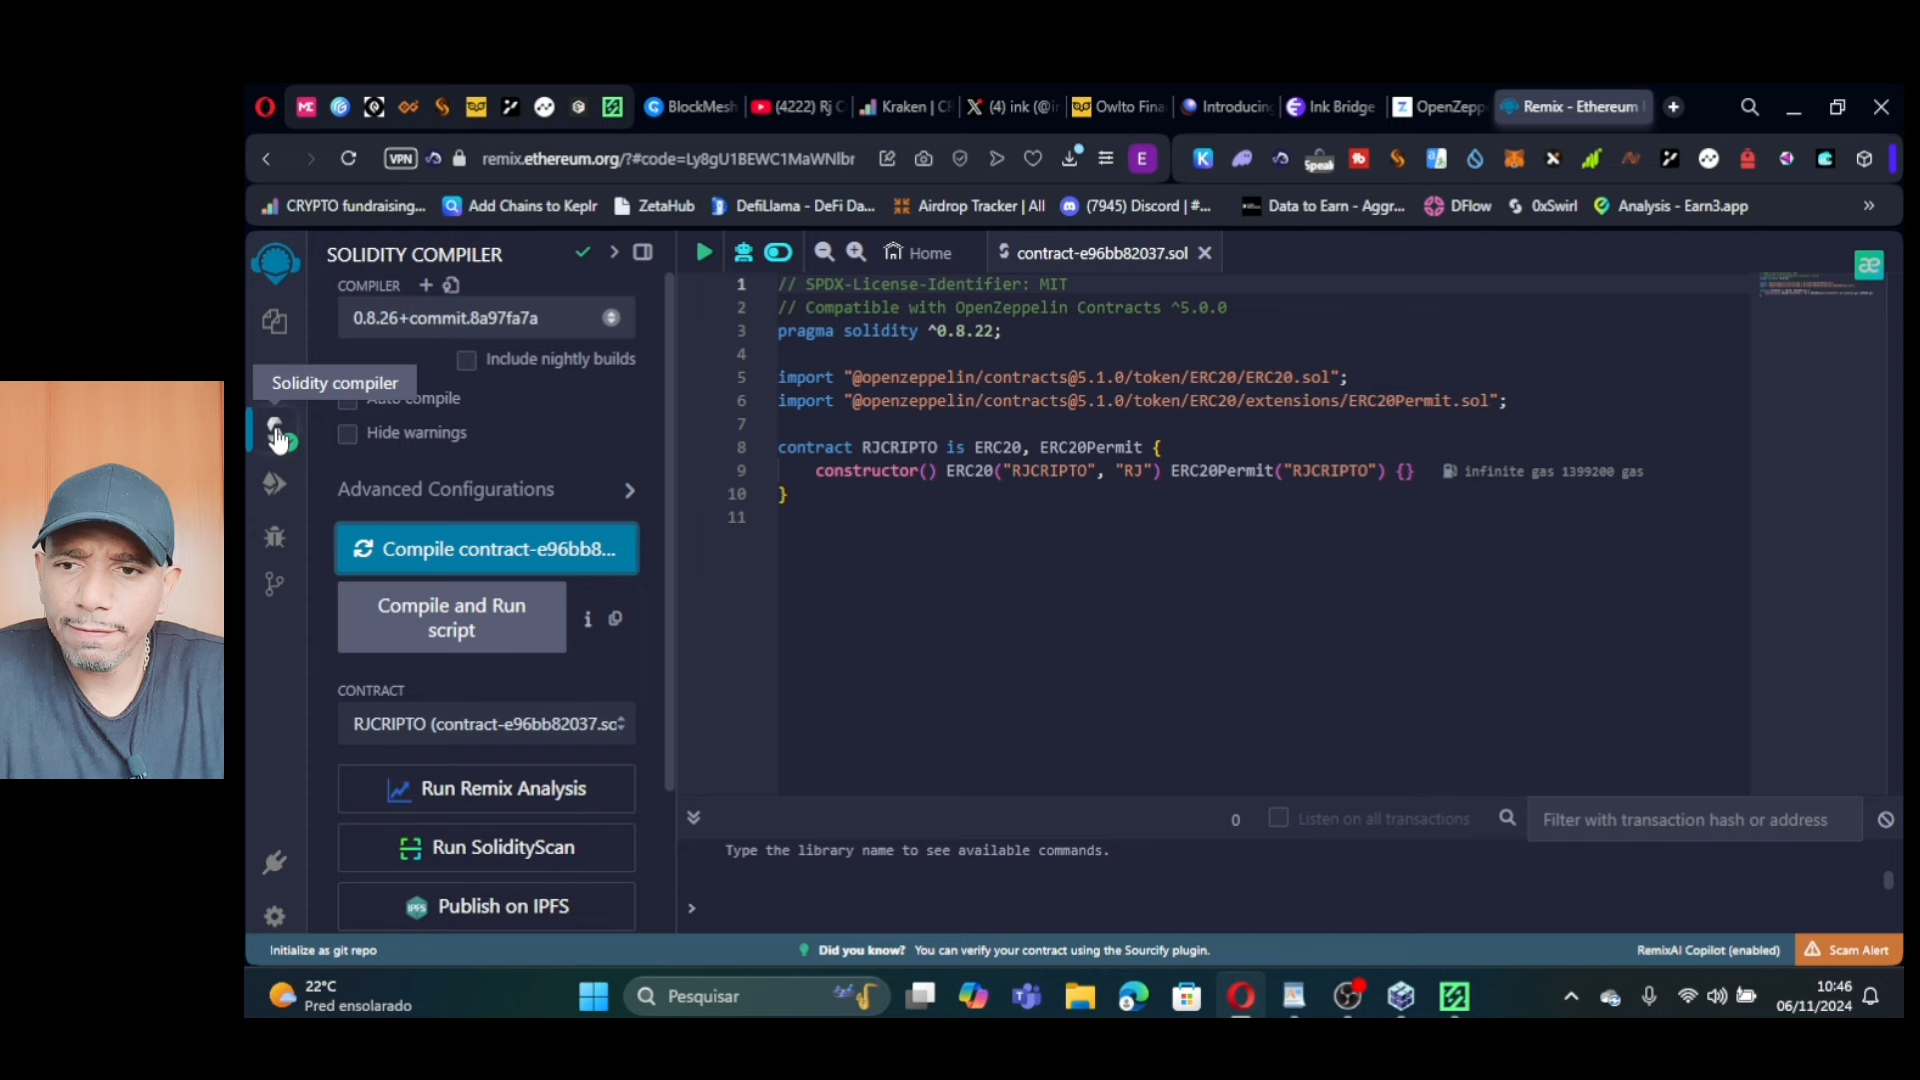 BlockMesh
(4222) Rj C
Kraken | CR
(4) ink (@in
Owlto Fina
Introducing
Ink Bridge
OpenZepp
Remix - Ethereum I
VPN
remix.ethereum.org/?#code=Ly8gU1BEWC1MaWNlbr
E
K
Speak
CRYPTO fundraising...
Add Chains to Keplr
ZetaHub
DefiLlama - DeFi Da...
Airdrop Tracker | All
(7945) Discord | #...
Data to Earn - Aggr...
DFlow
0xSwirl
Analysis - Earn3.app
SOLIDITY COMPILER
Home
contract-e96bb82037.sol
COMPILER
0.8.26+commit.8a97fa7a
Include nightly builds
Solidity compiler
Auto compile
Hide warnings
Advanced Configurations
Compile contract-e96bb8...
Compile and Run
script
CONTRACT
RJCRIPTO (contract-e96bb82037.sc
Run Remix Analysis
Run SolidityScan
Publish on IPFS
1 // SPDX-License-Identifier: MIT
2 // Compatible with OpenZeppelin Contracts ^5.0.0
3 pragma solidity ^0.8.22;
4
5 import "@openzeppelin/contracts@5.1.0/token/ERC20/ERC20.sol";
6 import "@openzeppelin/contracts@5.1.0/token/ERC20/extensions/ERC20Permit.sol";
7
8 contract RJCRIPTO is ERC20, ERC20Permit {
9 constructor() ERC20("RJCRIPTO", "RJ") ERC20Permit("RJCRIPTO") {} infinite gas 1399200 gas
10 }
11
0
Listen on all transactions
Filter with transaction hash or address
Type the library name to see available commands.
>
Initialize as git repo
Did you know? You can verify your contract using the Sourcify plugin.
RemixAI Copilot (enabled)
Scam Alert
22°C
Pred ensolarado
Pesquisar
10:46
06/11/2024